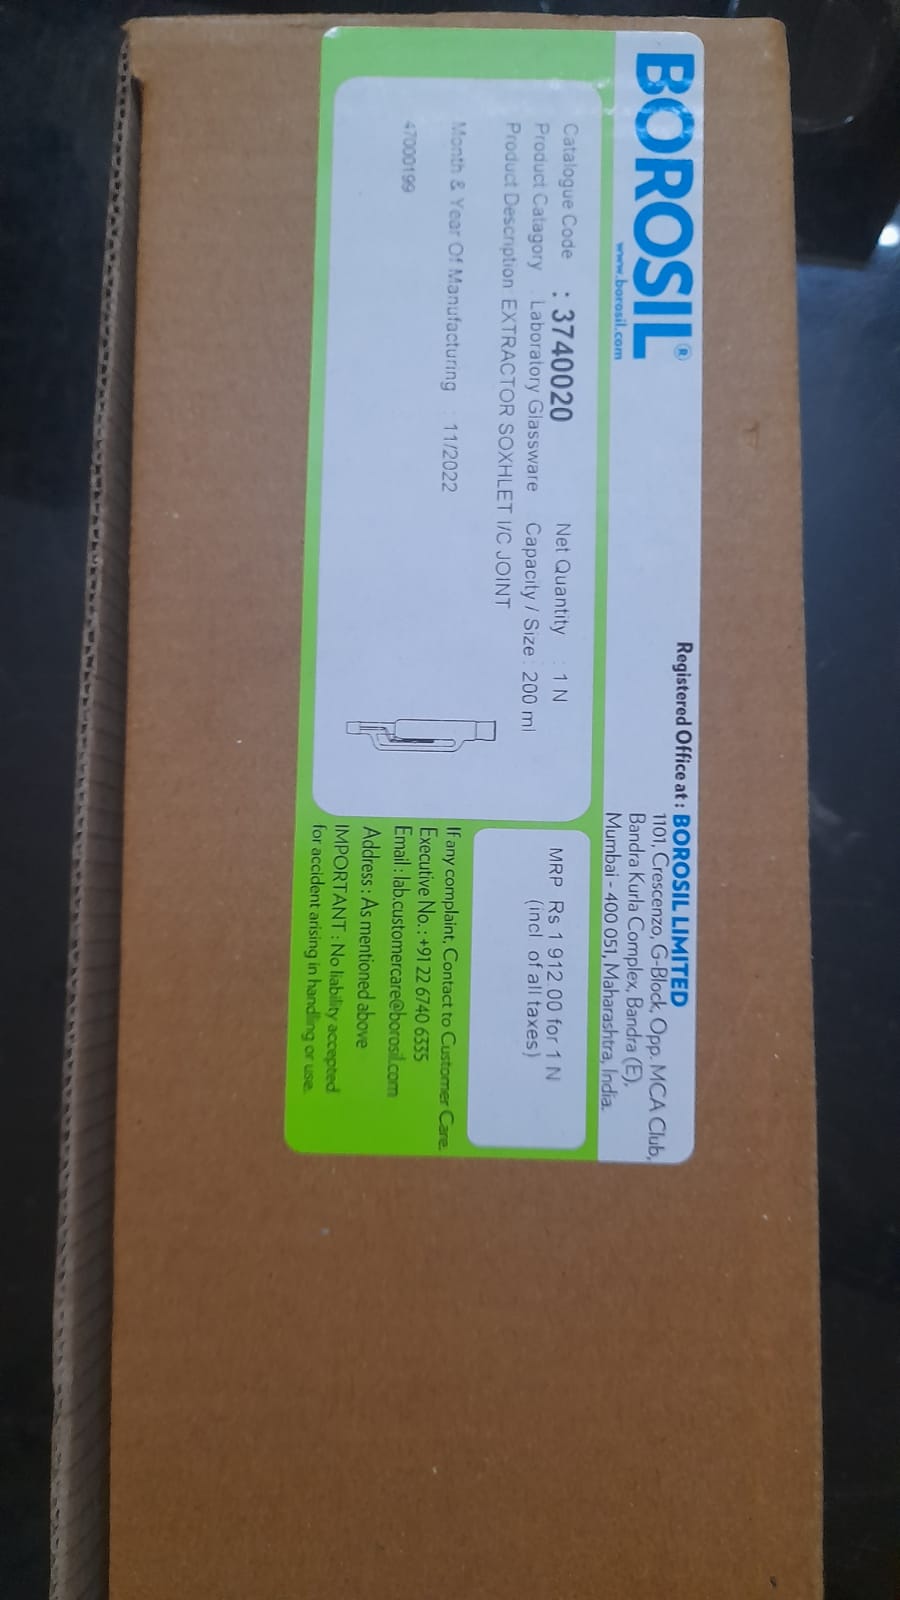 BOROSIL®
www.borosil.com
Registered Office at : BOROSIL LIMITED
1101, Crescenzo, G-Block, Opp. MCA Club,
Bandra Kurla Complex, Bandra (E),
Mumbai - 400 051, Maharashtra, India.
Catalogue Code : 3740020 Net Quantity : 1 N
Product Catagory : Laboratory Glassware Capacity / Size : 200 ml
Product Description EXTRACTOR SOXHLET I/C JOINT
Month & Year Of Manufacturing : 11/2022
47000199
MRP Rs 1 912.00 for 1 N
(incl of all taxes)
If any complaint, Contact to Customer Care.
Executive No. : +91 22 6740 6335
Email : lab.customercare@borosil.com
Address : As mentioned above
IMPORTANT : No liability accepted
for accident arising in handling or use.